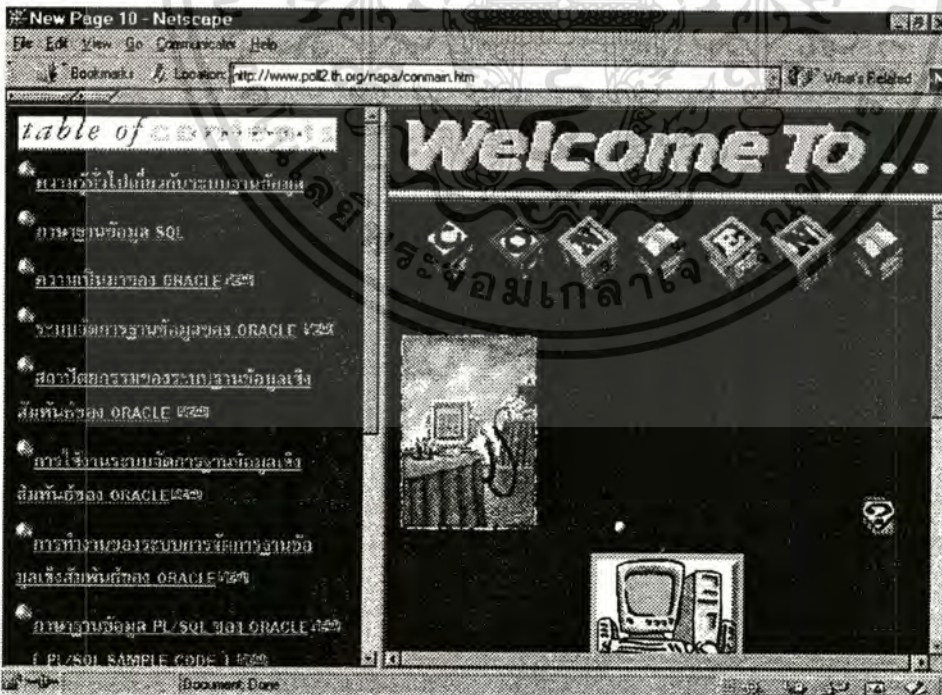 New Page 10 - Netscape
File Edit View Go Communicator Help
Bookmarks Location: http://www.poll2.th.org/napa/conmain.htm What's Related
table of contents
ความรู้ทั่วไปเกี่ยวกับระบบฐานข้อมูล
ภาษาฐานข้อมูล SQL
ความเป็นมาของ ORACLE
ระบบจัดการฐานข้อมูลของ ORACLE
สถาปัตยกรรมของระบบฐานข้อมูลเชิง
สัมพันธ์ของ ORACLE
การใช้งานระบบจัดการฐานข้อมูลเชิง
สัมพันธ์ของ ORACLE
การทำงานของระบบการจัดการฐานข้อ
มูลเชิงสัมพันธ์ของ ORACLE
ภาษาฐานข้อมูล PL/SQL ของ ORACLE
( PL/SQL SAMPLE CODE )
Welcome To . .
C O N T E N T
?
Document: Done